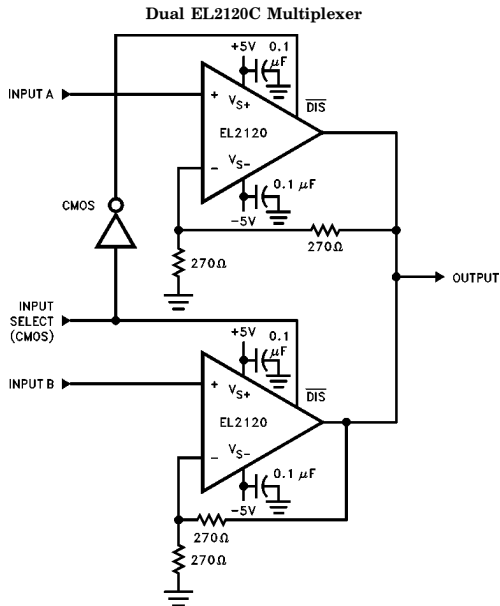 Dual EL2120C Multiplexer
+5V 0.1 µF
INPUT A
+
VS+
DIS
EL2120
VS−
−
0.1 µF
−5V
CMOS
270Ω
270Ω
OUTPUT
INPUT SELECT (CMOS)
+5V 0.1 µF
INPUT B
+
VS+
DIS
EL2120
VS−
−
0.1 µF
−5V
270Ω
270Ω